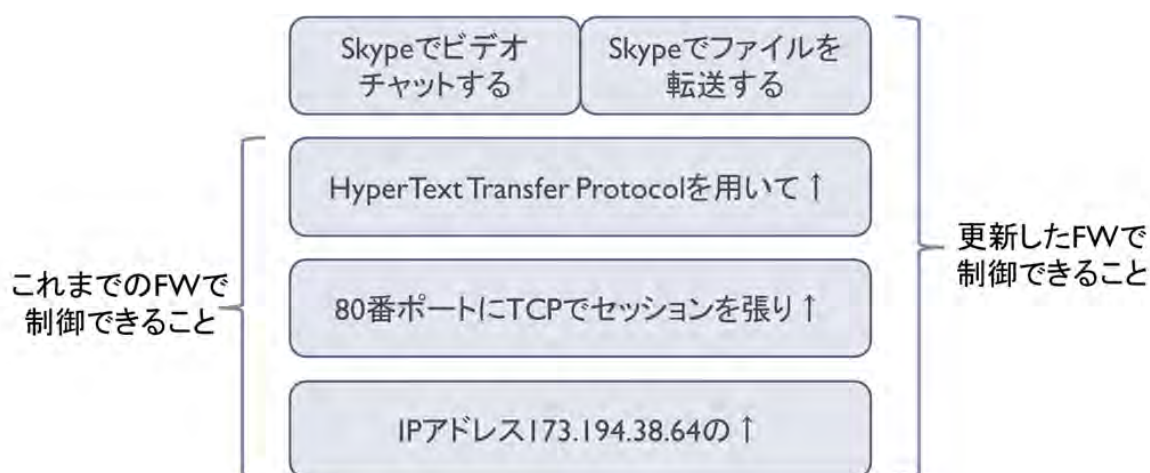 Skypeでビデオ
チャットする
Skypeでファイルを
転送する
HyperText Transfer Protocolを用いて↑
80番ポートにTCPでセッションを張り↑
IPアドレス173.194.38.64の↑
これまでのFWで
制御できること
更新したFWで
制御できること